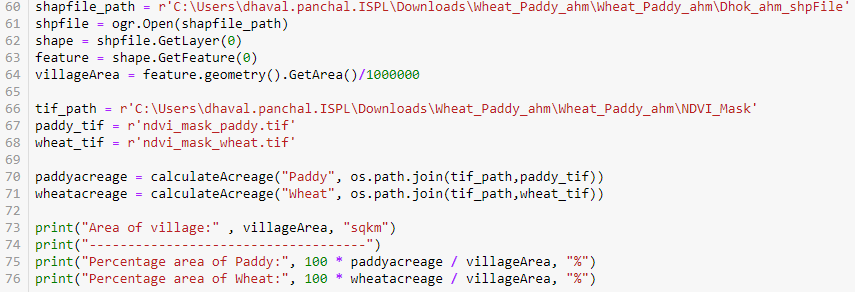 60 shapfile_path = r'C:\Users\dhaval.panchal.ISPL\Downloads\Wheat_Paddy_ahm\Wheat_Paddy_ahm\Dhok_ahm_shpFile'
61 shpfile = ogr.Open(shapfile_path)
62 shape = shpfile.GetLayer(0)
63 feature = shape.GetFeature(0)
64 villageArea = feature.geometry().GetArea()/1000000
65
66 tif_path = r'C:\Users\dhaval.panchal.ISPL\Downloads\Wheat_Paddy_ahm\Wheat_Paddy_ahm\NDVI_Mask'
67 paddy_tif = r'ndvi_mask_paddy.tif'
68 wheat_tif = r'ndvi_mask_wheat.tif'
69
70 paddyacreage = calculateAcreage("Paddy", os.path.join(tif_path,paddy_tif))
71 wheatacreage = calculateAcreage("Wheat", os.path.join(tif_path,wheat_tif))
72
73 print("Area of village:" , villageArea, "sqkm")
74 print("------------------------------------")
75 print("Percentage area of Paddy:", 100 * paddyacreage / villageArea, "%")
76 print("Percentage area of Wheat:", 100 * wheatacreage / villageArea, "%")